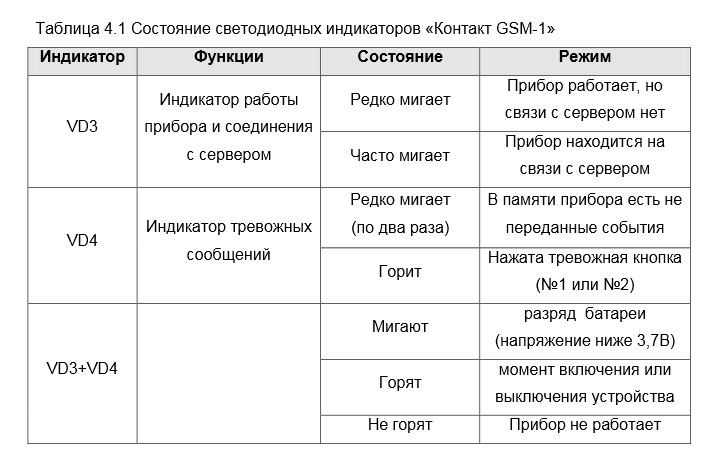 Таблица 4.1 Состояние светодиодных индикаторов «Контакт GSM-1»
Индикатор Функции Состояние Режим
VD3
Индикатор работы
прибора и соединения
с сервером
Редко мигает
Прибор работает, но
связи с сервером нет
Часто мигает
Прибор находится на
связи с сервером
VD4
Индикатор тревожных
сообщений
Редко мигает
(по два раза)
В памяти прибора есть не
переданные события
Горит
Нажата тревожная кнопка
(№1 или №2)
VD3+VD4
Мигают
разряд батареи
(напряжение ниже 3,7В)
Горят
момент включения или
выключения устройства
Не горят
Прибор не работает